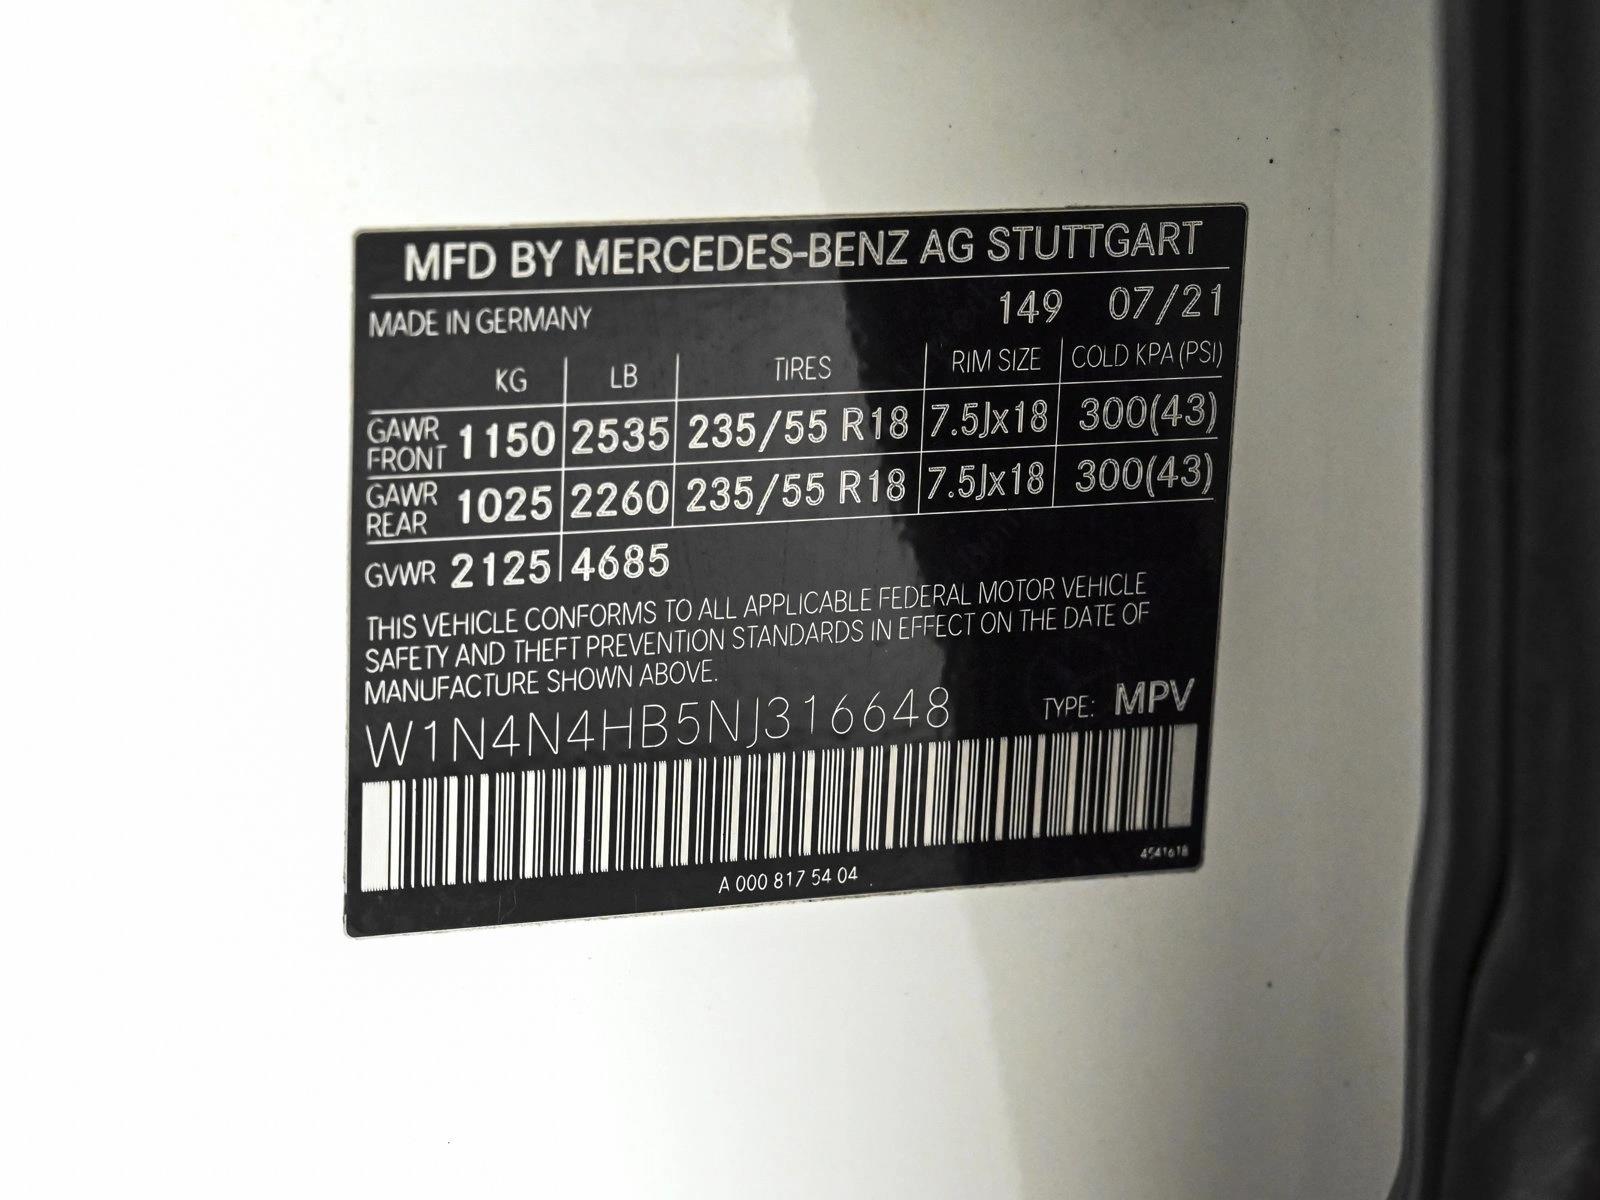 MFD BY MERCEDES-BENZ AG STUTTGART
MADE IN GERMANY 149 07/21
KG LB TIRES RIM SIZE COLD KPA (PSI)
GAWR FRONT 1150 2535 235/55 R18 7.5Jx18 300(43)
GAWR REAR 1025 2260 235/55 R18 7.5Jx18 300(43)
GVWR 2125 4685
THIS VEHICLE CONFORMS TO ALL APPLICABLE FEDERAL MOTOR VEHICLE
SAFETY AND THEFT PREVENTION STANDARDS IN EFFECT ON THE DATE OF
MANUFACTURE SHOWN ABOVE.
W1N4N4HB5NJ316648 TYPE: MPV
4541618
A 000 817 54 04